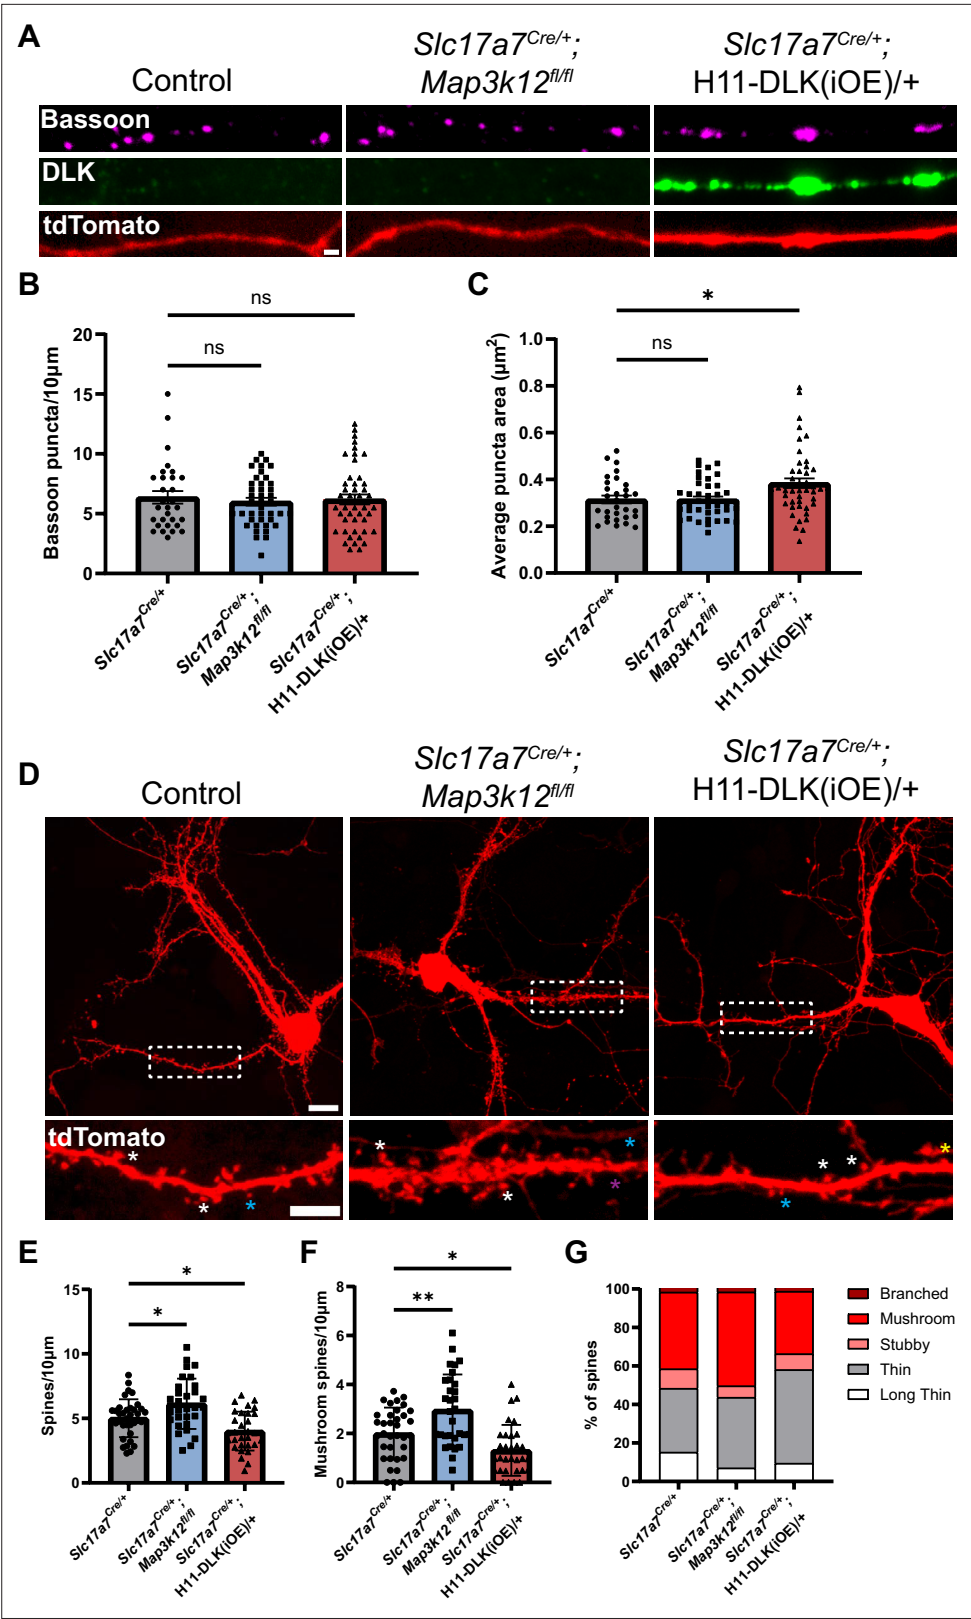 A
Control
Slc17a7Cre/+;
Map3k12fl/fl
Slc17a7Cre/+;
H11-DLK(iOE)/+
Bassoon
DLK
tdTomato
B
ns
ns
Bassoon puncta/10µm
20
15
10
5
0
Slc17a7Cre/+
Slc17a7Cre/+;
Map3k12fl/fl
Slc17a7Cre/+;
H11-DLK(iOE)/+
C
*
ns
Average puncta area (µm2)
1.0
0.8
0.6
0.4
0.2
0.0
Slc17a7Cre/+
Slc17a7Cre/+;
Map3k12fl/fl
Slc17a7Cre/+;
H11-DLK(iOE)/+
D
Control
Slc17a7Cre/+;
Map3k12fl/fl
Slc17a7Cre/+;
H11-DLK(iOE)/+
tdTomato
* * *
* * * *
* * * *
E
*
*
Spines/10µm
15
10
5
0
Slc17a7Cre/+
Slc17a7Cre/+;
Map3k12fl/fl
Slc17a7Cre/+;
H11-DLK(iOE)/+
F
*
**
Mushroom spines/10µm
8
6
4
2
0
Slc17a7Cre/+
Slc17a7Cre/+;
Map3k12fl/fl
Slc17a7Cre/+;
H11-DLK(iOE)/+
G
% of spines
100
80
60
40
20
0
Slc17a7Cre/+
Slc17a7Cre/+;
Map3k12fl/fl
Slc17a7Cre/+;
H11-DLK(iOE)/+
Branched
Mushroom
Stubby
Thin
Long Thin